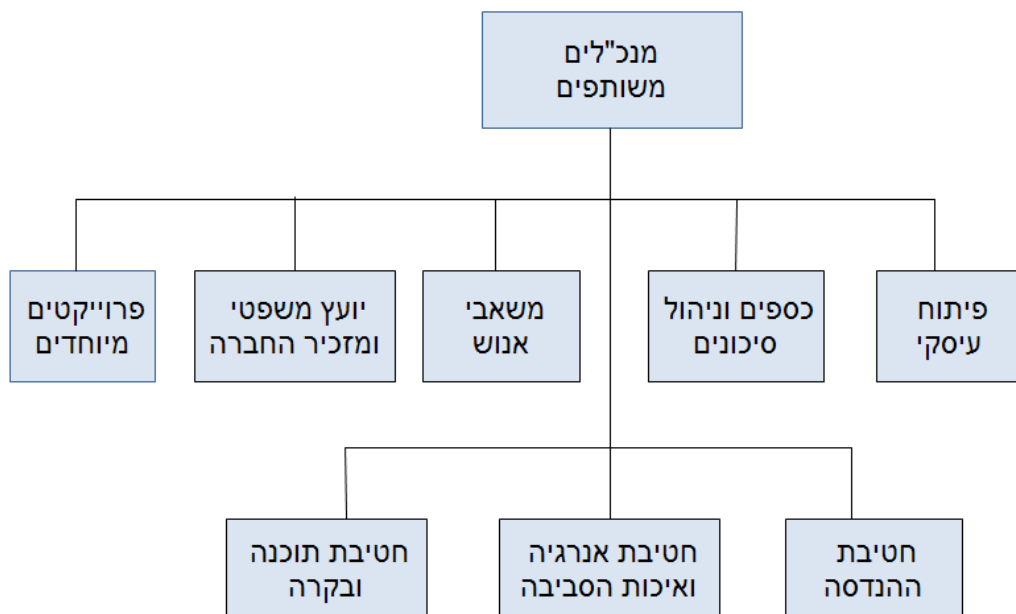 מנכ"לים
משותפים
פיתוח
עיסקי
כספים וניהול
סיכונים
משאבי
אנוש
יועץ משפטי
ומזכיר החברה
פרוייקטים
מיוחדים
חטיבת
ההנדסה
חטיבת אנרגיה
ואיכות הסביבה
חטיבת תוכנה
ובקרה